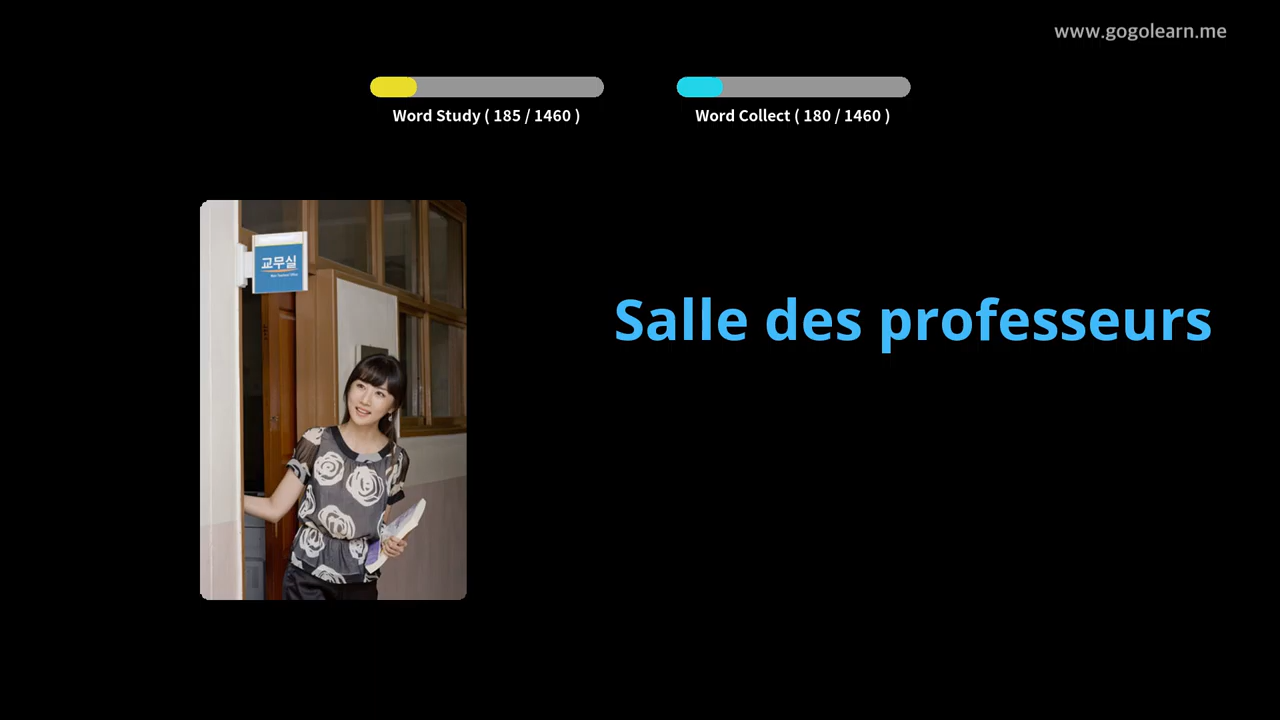 www.gogolearn.me
Word Study ( 185 / 1460 )
Word Collect ( 180 / 1460 )
교무실
Salle des professeurs